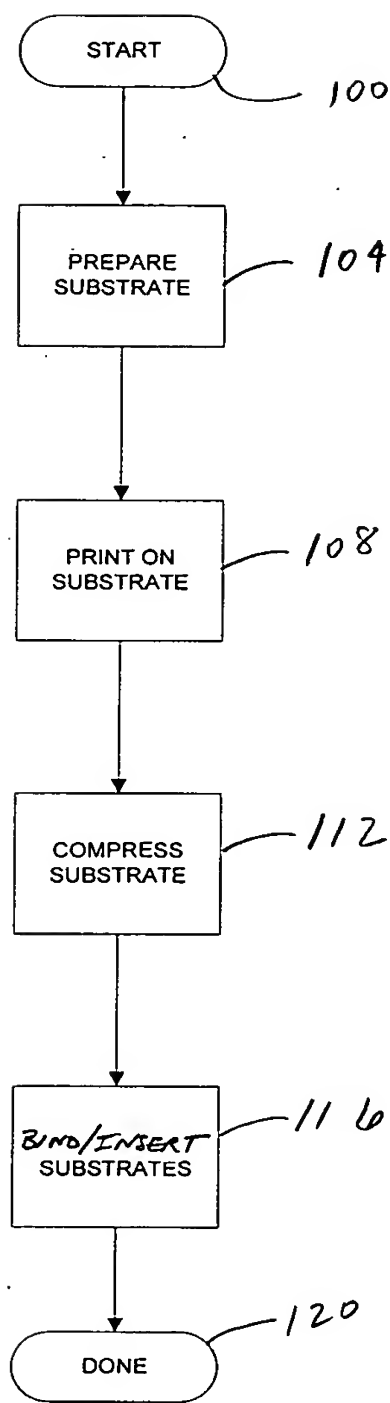 START
100
PREPARE
SUBSTRATE
104
PRINT ON
SUBSTRATE
108
COMPRESS
SUBSTRATE
112
BIND/INSERT
SUBSTRATES
116
DONE
120